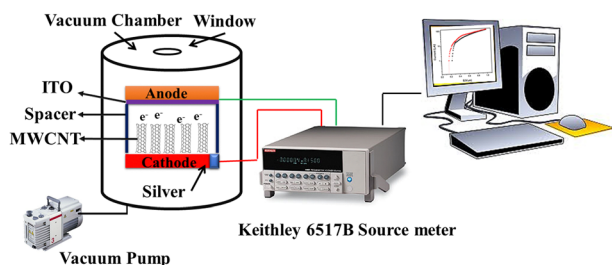 Vacuum Chamber
Window
ITO
Anode
Spacer
e⁻ e⁻ e⁻ e⁻
MWCNT
Cathode
Silver
Keithley 6517B Source meter
Vacuum Pump